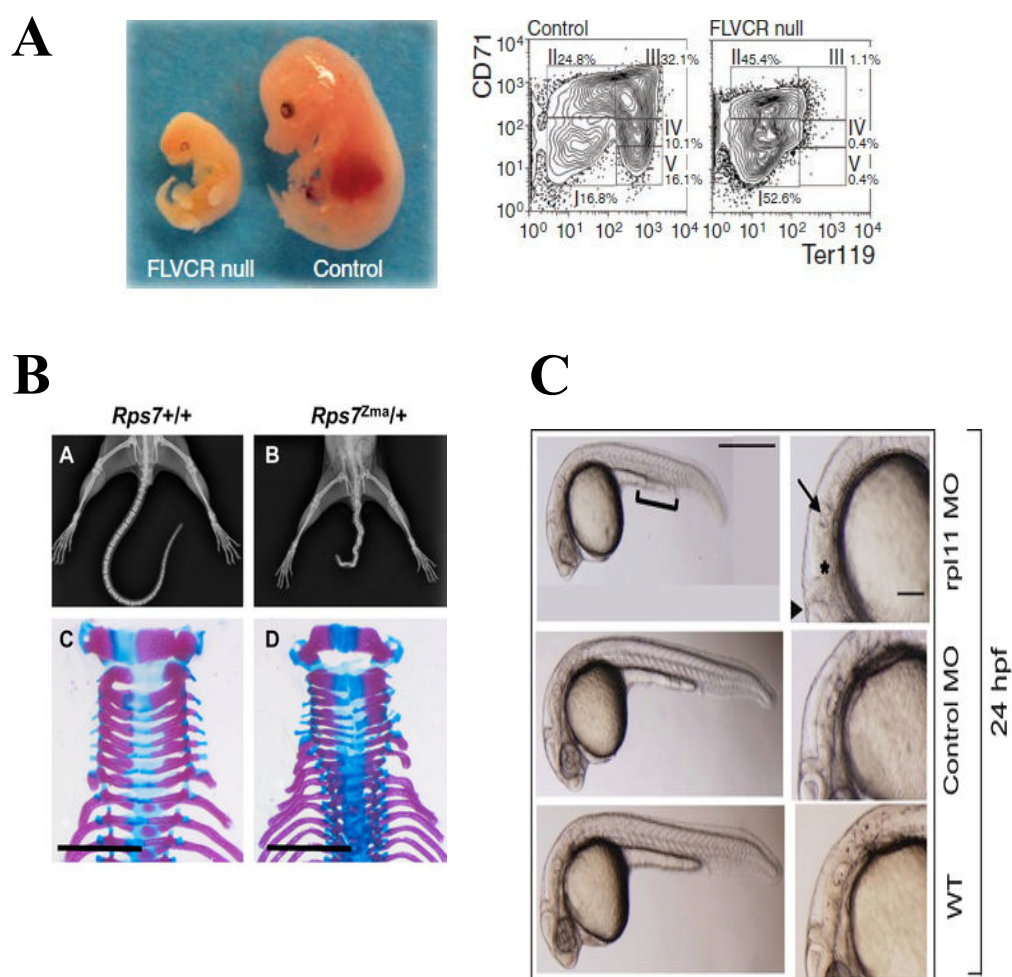 A
FLVCR null
Control
Control
FLVCR null
CD71
10⁴
10³
10²
10¹
10⁰
II 24.8%
III 32.1%
IV
10.1%
V
16.1%
I 16.8%
II 45.4%
III 1.1%
IV
0.4%
V
0.4%
I 52.6%
10⁰ 10¹ 10² 10³ 10⁴
10⁰ 10¹ 10² 10³ 10⁴
Ter119
B
Rps7+/+
Rps7Zma/+
A
B
C
D
C
*
rpl11 MO
Control MO
WT
24 hpf